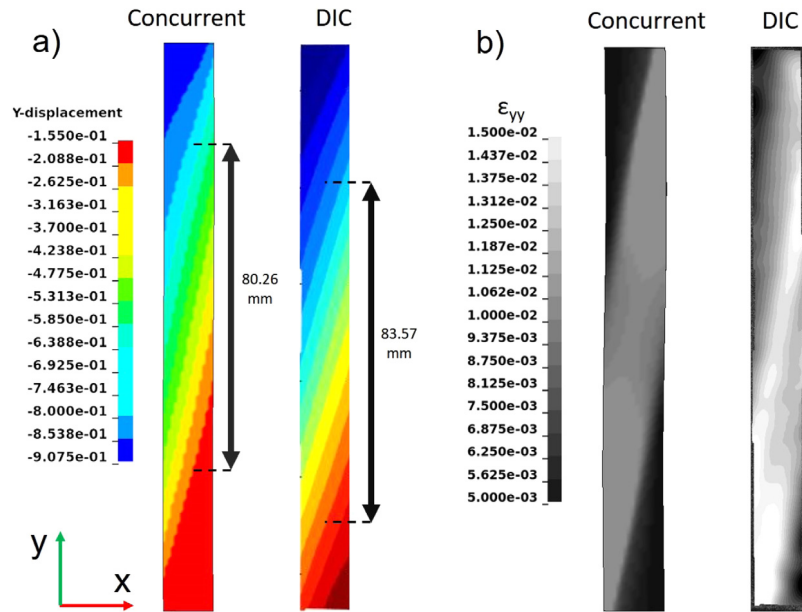 a)
Concurrent
DIC
Y-displacement
-1.550e-01
-2.088e-01
-2.625e-01
-3.163e-01
-3.700e-01
-4.238e-01
-4.775e-01
-5.313e-01
-5.850e-01
-6.388e-01
-6.925e-01
-7.463e-01
-8.000e-01
-8.538e-01
-9.075e-01
80.26
mm
83.57
mm
y
x
b)
Concurrent
DIC
εyy
1.500e-02
1.437e-02
1.375e-02
1.312e-02
1.250e-02
1.187e-02
1.125e-02
1.062e-02
1.000e-02
9.375e-03
8.750e-03
8.125e-03
7.500e-03
6.875e-03
6.250e-03
5.625e-03
5.000e-03